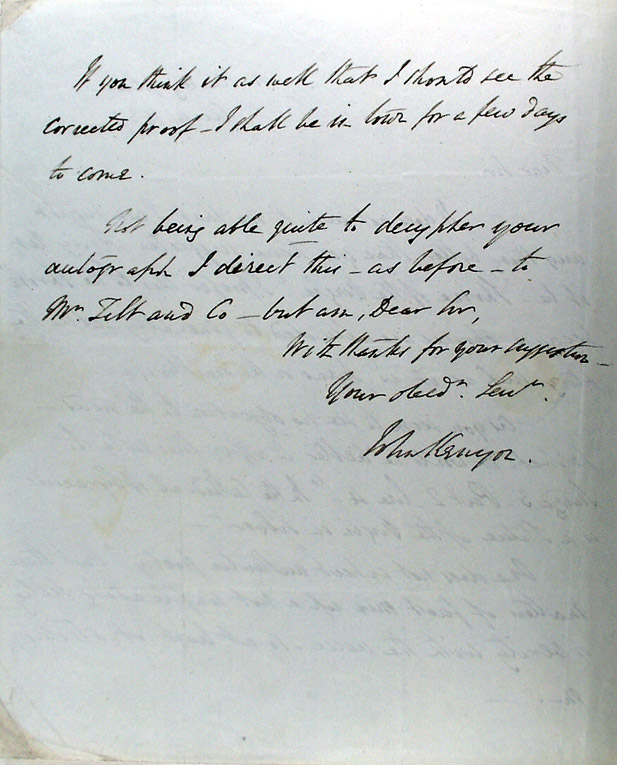 If you think it as well that I should see the
corrected proof – I shall be in town for a few days
to come.
Not being able quite to decypher your
autograph I direct this – as before – to
Mr. Tilt and Co – but am, Dear Sir,
With thanks for your suggestion –
Your obedt. Servt.
John Kenyon.